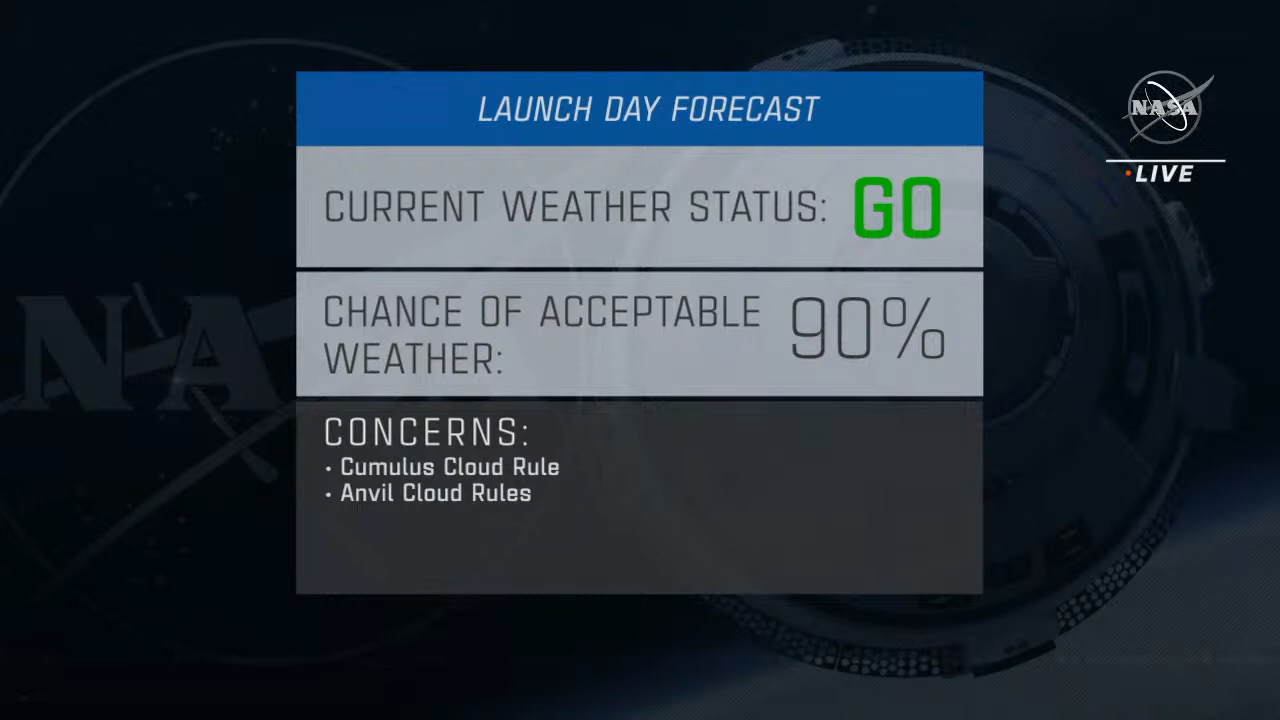 LAUNCH DAY FORECAST
NASA
LIVE
CURRENT WEATHER STATUS: GO
CHANCE OF ACCEPTABLE
WEATHER:
90%
NA
CONCERNS:
• Cumulus Cloud Rule
• Anvil Cloud Rules